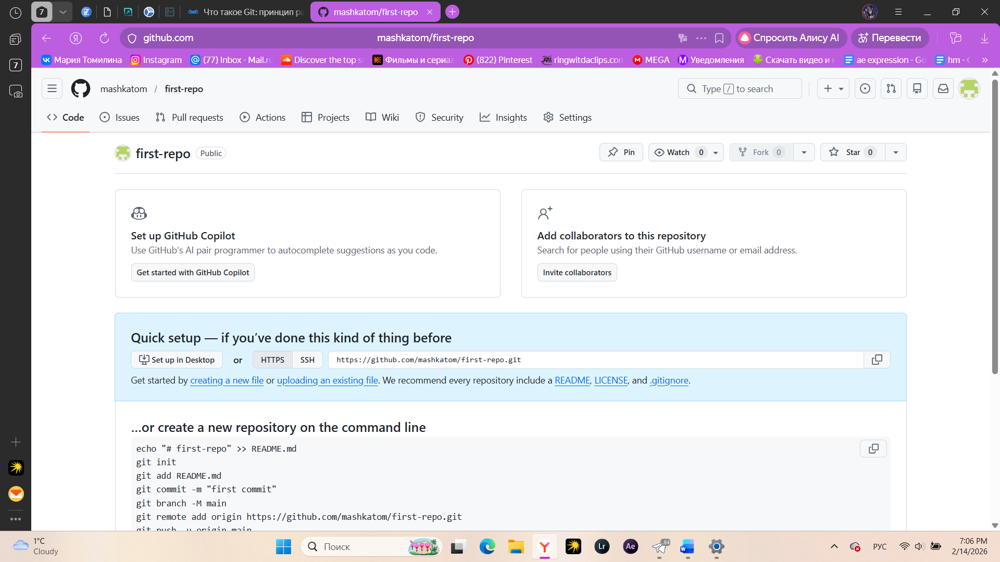 7
Что такое Git: принцип ра
mashkatom/first-repo
github.com
mashkatom/first-repo
Спросить Алису AI
Перевести
7
Мария Томилина
Instagram
(77) Inbox - Mail.ru
Discover the top s
Фильмы и сериал
(822) Pinterest
ringwitdaclips.com
MEGA
Уведомления
Скачать видео и м
ae expression - Go
hm - G
mashkatom / first-repo
Type / to search
Code
Issues
Pull requests
Actions
Projects
Wiki
Security
Insights
Settings
first-repo
Public
Pin
Watch 0
Fork 0
Star 0
Set up GitHub Copilot
Use GitHub's AI pair programmer to autocomplete suggestions as you code.
Get started with GitHub Copilot
Add collaborators to this repository
Search for people using their GitHub username or email address.
Invite collaborators
Quick setup — if you’ve done this kind of thing before
Set up in Desktop
or
HTTPS
SSH
https://github.com/mashkatom/first-repo.git
Get started by creating a new file or uploading an existing file. We recommend every repository include a README, LICENSE, and .gitignore.
…or create a new repository on the command line
echo "# first-repo" >> README.md
git init
git add README.md
git commit -m "first commit"
git branch -M main
git remote add origin https://github.com/mashkatom/first-repo.git
git push -u origin main
1°C
Cloudy
Поиск
Lr
Ae
84
РУС
7:06 PM
2/14/2026